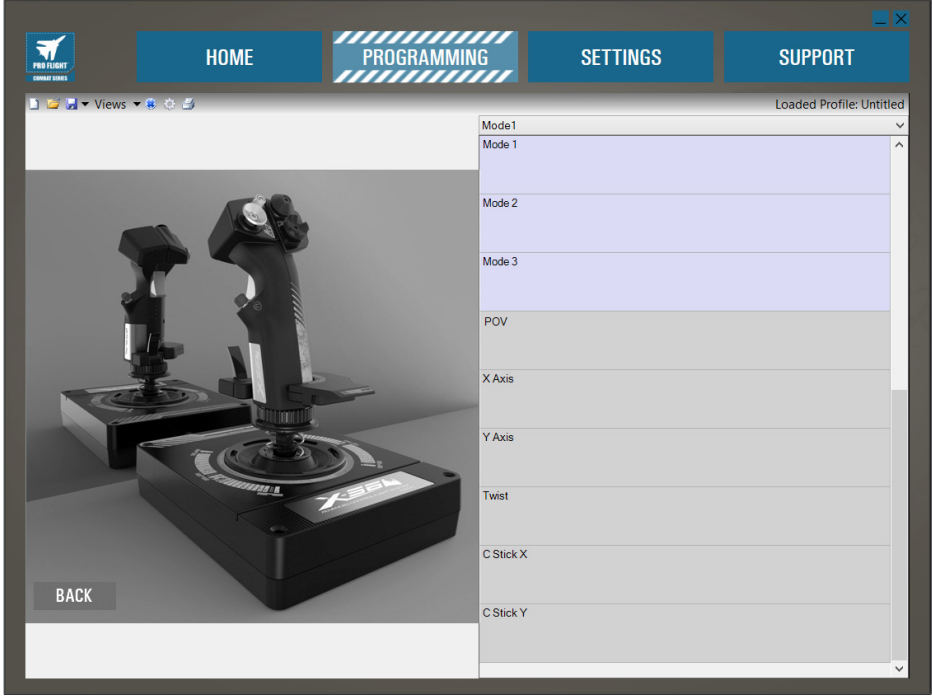 PRO FLIGHT
COMBAT SERIES
HOME
PROGRAMMING
SETTINGS
SUPPORT
Views
Loaded Profile: Untitled
Mode1
Mode 1
Mode 2
Mode 3
POV
X Axis
Y Axis
Twist
C Stick X
C Stick Y
X-56
BACK